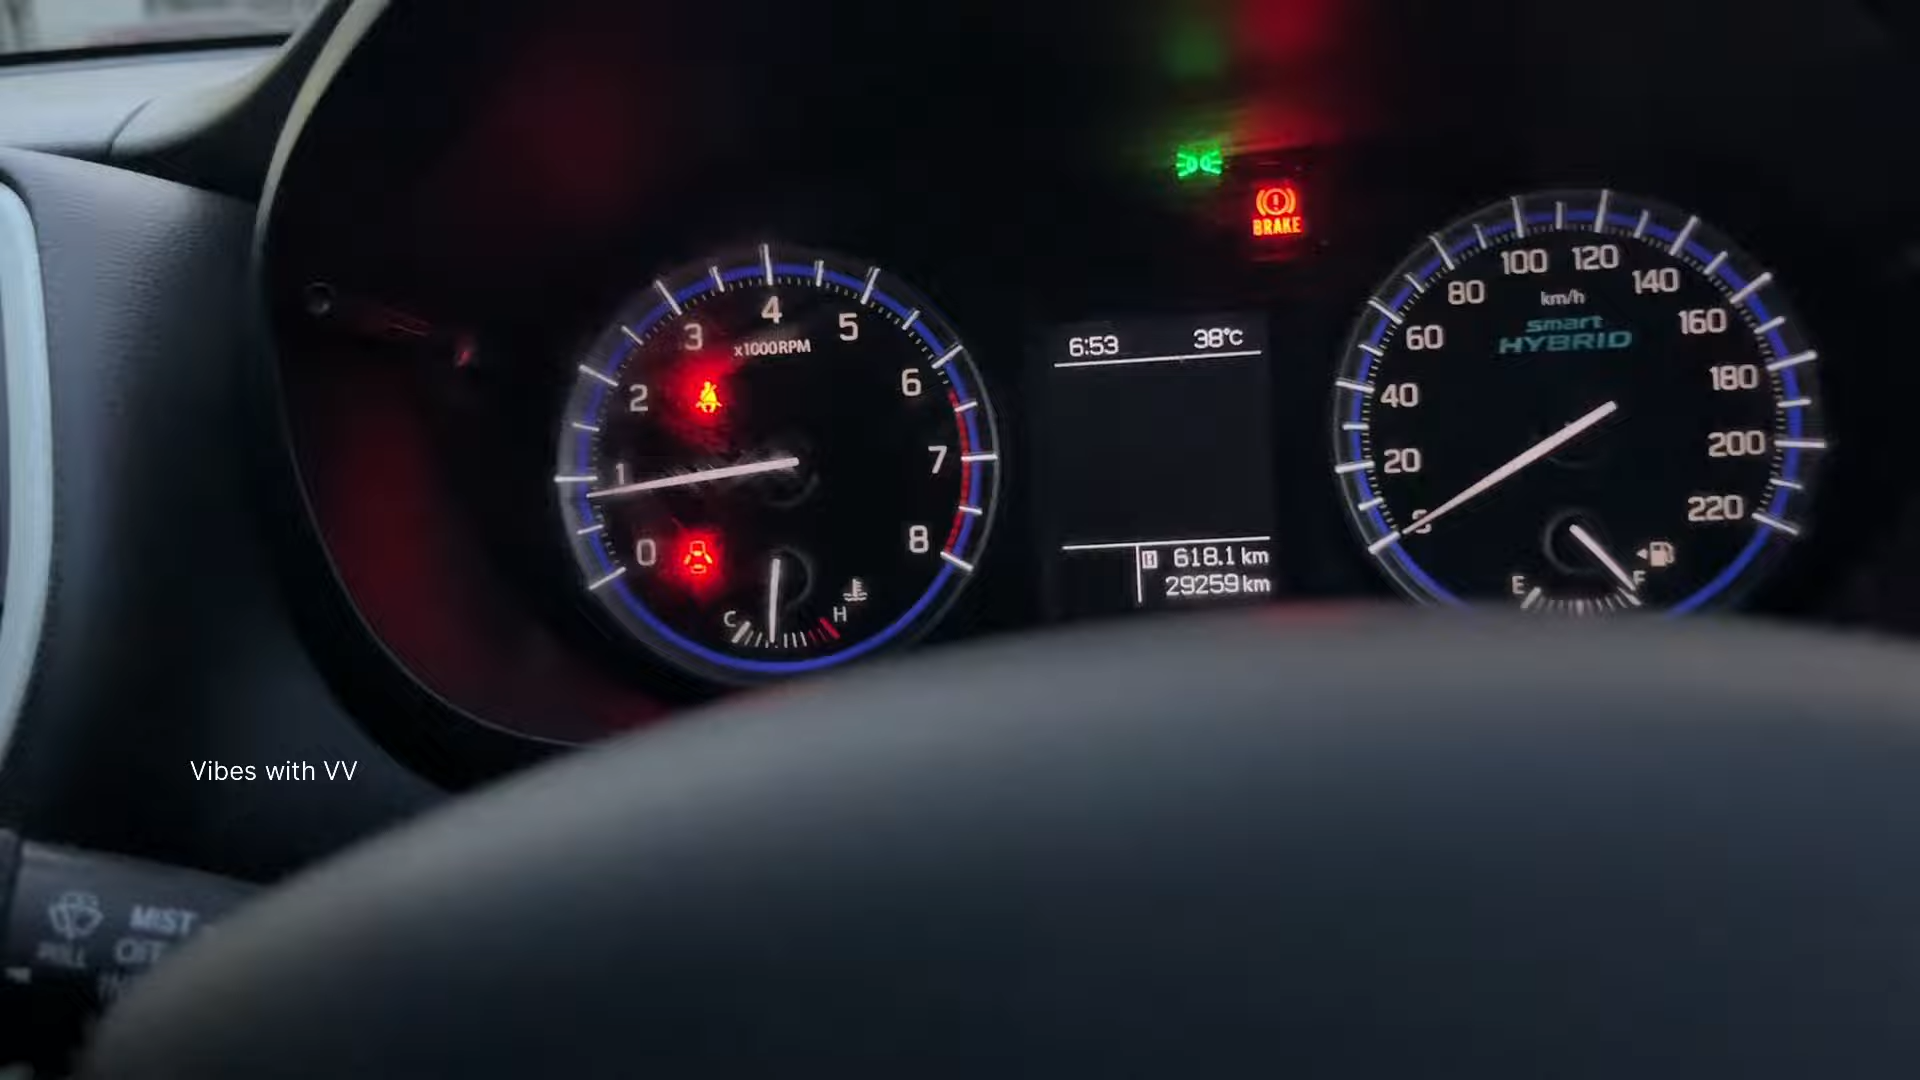 BRAKE
4
3
5
x1000RPM
2
6
1
7
0
8
C
H
6:53 38°C
B 618.1 km
29259 km
100 120
80 140
km/h
smart
HYBRID
60 160
40 180
20 200
220
E F
Vibes with VV
MIST
OFF